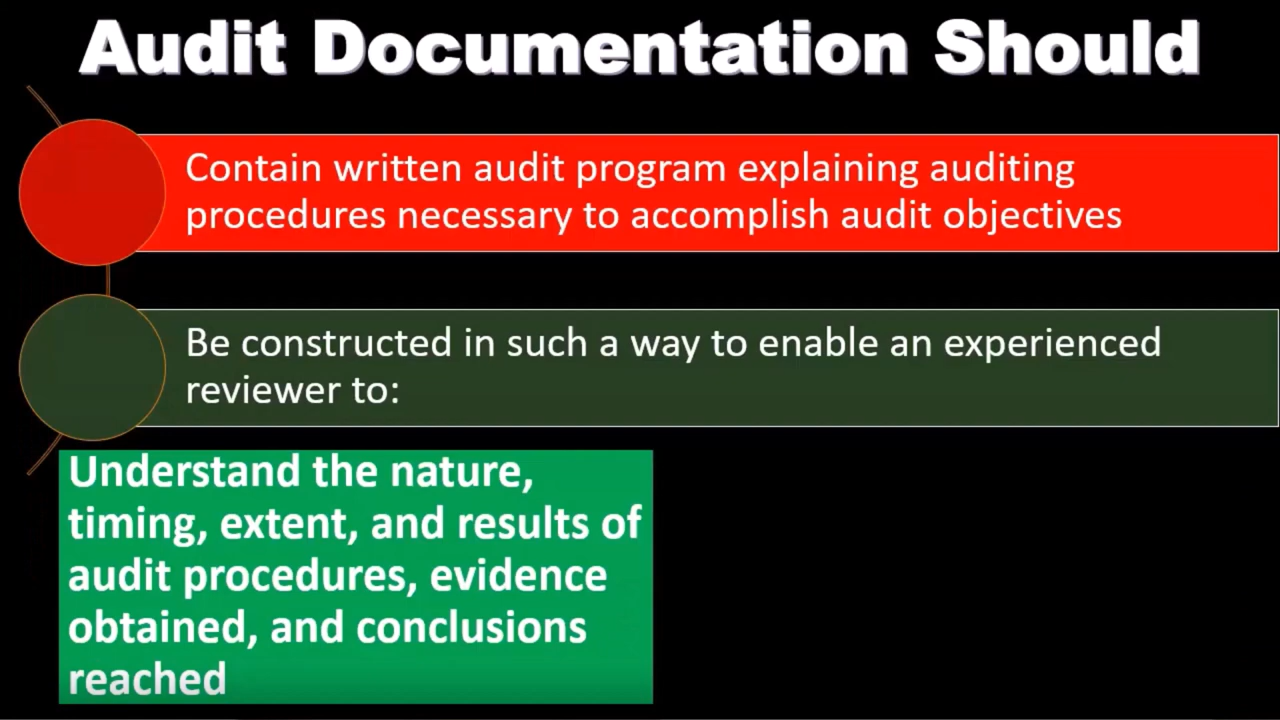 Audit Documentation Should
Contain written audit program explaining auditing
procedures necessary to accomplish audit objectives
Be constructed in such a way to enable an experienced
reviewer to:
Understand the nature,
timing, extent, and results of
audit procedures, evidence
obtained, and conclusions
reached